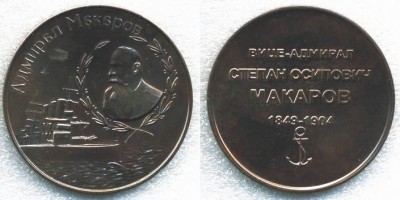 Адмирал Макаров
ВИЦЕ-АДМИРАЛ
СТЕПАН ОСИПОВИЧ
МАКАРОВ
1849-1904